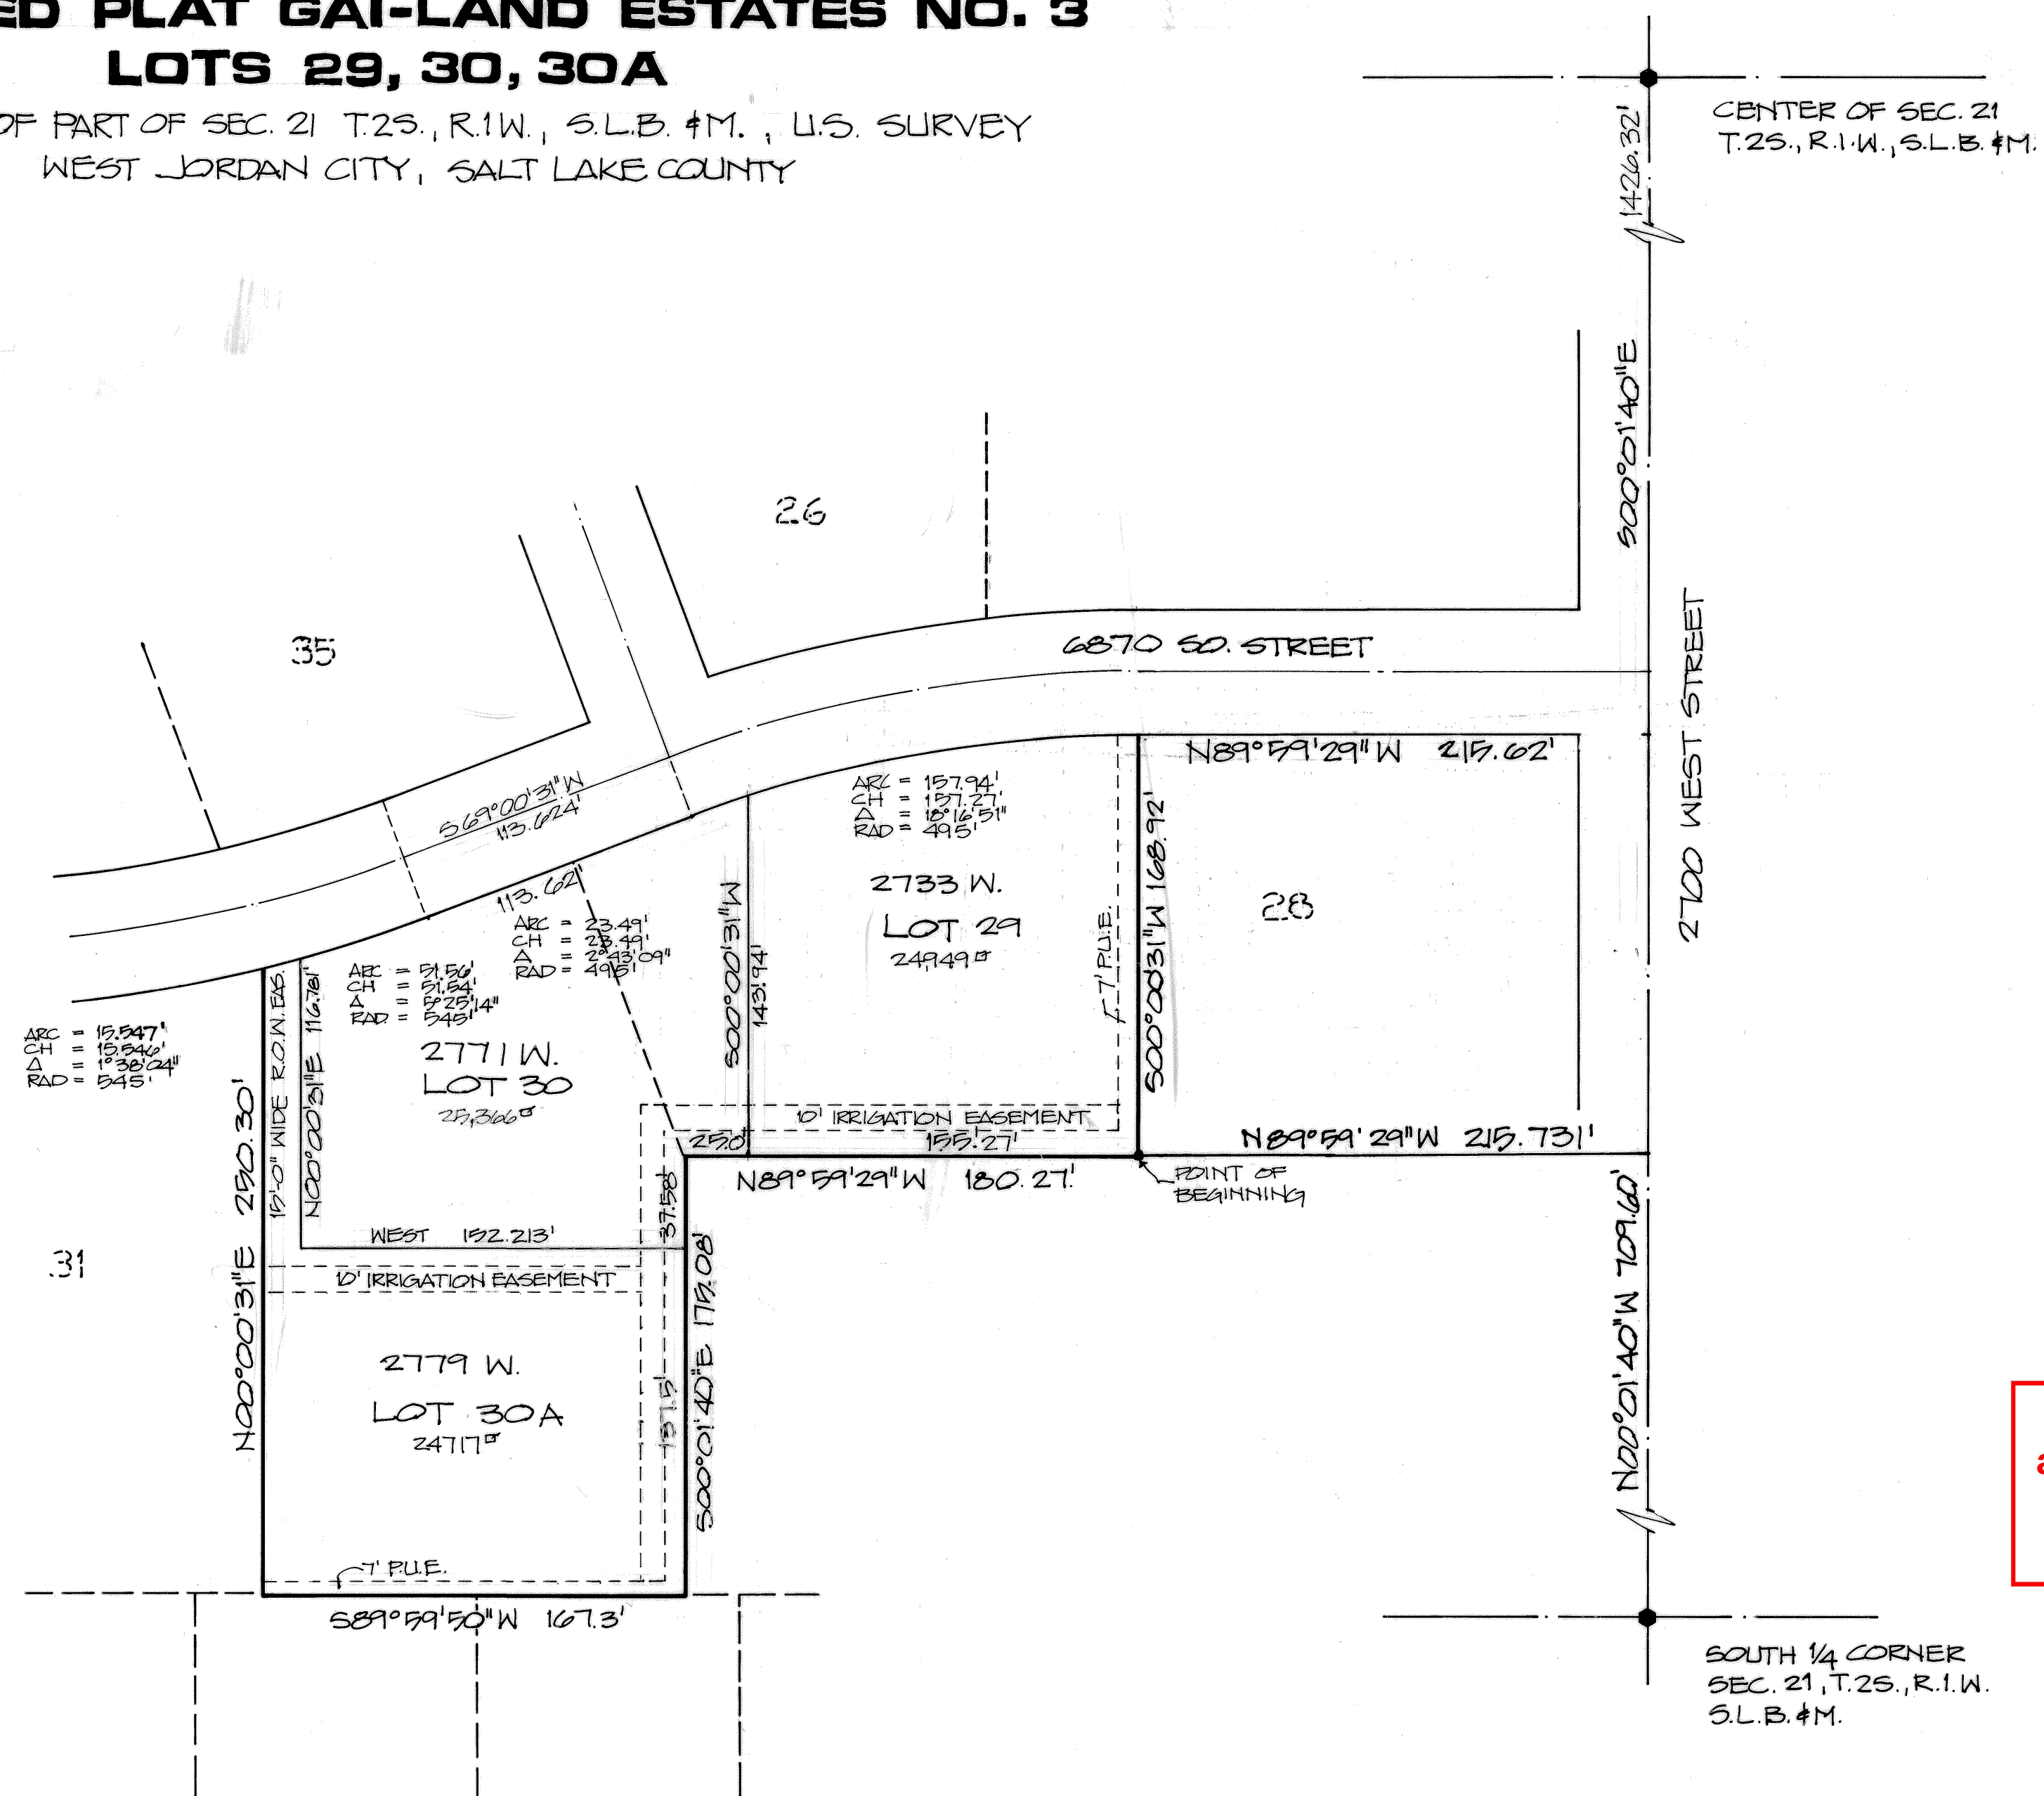 ED PLAT GAI-LAND ESTATES NO. 3
LOTS 29, 30, 30A
OF PART OF SEC. 21 T.2S., R.1W., S.L.B. &M., U.S. SURVEY
WEST JORDAN CITY, SALT LAKE COUNTY
CENTER OF SEC. 21
T.2S., R.1.W., S.L.B. &M.
1426.32'
S00°01'40"E
2700 WEST STREET
26
35
6870 SO. STREET
N89°59'29"W 215.62'
S69°00'31"W
113.624'
113.62'
ARC = 157.94'
CH = 157.27'
Δ = 18°16'51"
RAD = 495'
2733 W.
LOT 29
24,949
7' P.U.E.
S00°00'31"W 168.92'
28
S00°00'31"W
143.94'
ARC = 23.49'
CH = 23.49'
Δ = 2°43'09"
RAD = 495'
ARC = 51.56'
CH = 51.54'
Δ = 5°25'14"
RAD = 545'
2771 W.
LOT 30
25,366
ARC = 15.547'
CH = 15.546'
Δ = 1°38'04"
RAD = 545'
15'-0" WIDE R.O.W. EAS.
N00°00'31"E 116.781'
N00°00'31"E 250.30'
10' IRRIGATION EASEMENT
25.0'
155.27'
N89°59'29"W 180.27'
N89°59'29"W 215.731'
POINT OF
BEGINNING
37.58'
WEST 152.213'
10' IRRIGATION EASEMENT
31
2779 W.
LOT 30A
24717
137.5'
S00°01'40"E 175.08'
7' P.U.E.
S89°59'50"W 167.3'
N00°01'40"W 709.60'
SOUTH 1/4 CORNER
SEC. 21, T.2S., R.1.W.
S.L.B. &M.
a